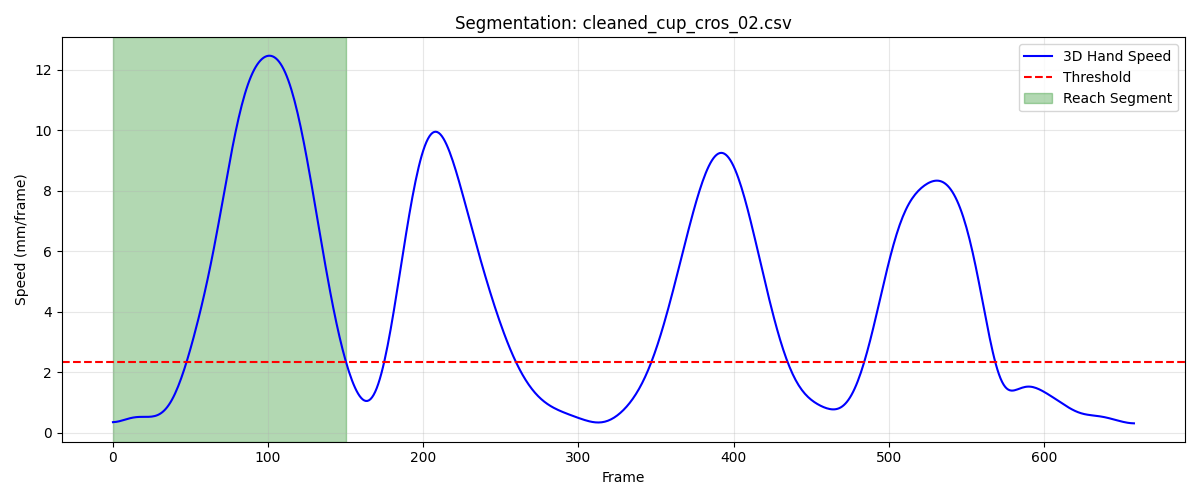 Segmentation: cleaned_cup_cros_02.csv
3D Hand Speed
Threshold
Reach Segment
Speed (mm/frame)
12
10
8
6
4
2
0
0 100 200 300 400 500 600
Frame